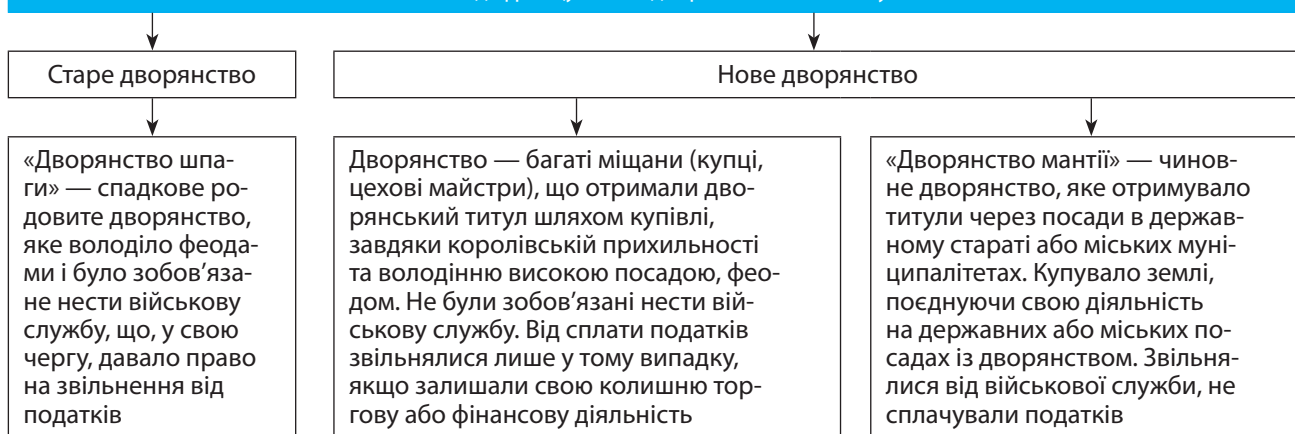 Старе дворянство
Нове дворянство
«Дворянство шпа-
ги» — спадкове ро-
довите дворянство,
яке володіло феода-
ми і було зобов’яза-
не нести військову
службу, що, у свою
чергу, давало право
на звільнення від
податків
Дворянство — багаті міщани (купці,
цехові майстри), що отримали дво-
рянський титул шляхом купівлі,
завдяки королівській прихильності
та володінню високою посадою, фео-
дом. Не були зобов’язані нести вій-
ськову службу. Від сплати податків
звільнялися лише у тому випадку,
якщо залишали свою колишню тор-
гову або фінансову діяльність
«Дворянство мантії» — чинов-
не дворянство, яке отримувало
титули через посади в держав-
ному стараті або міських муні-
ципалітетах. Купувало землі,
поєднуючи свою діяльність
на державних або міських по-
садах із дворянством. Звільня-
лися від військової служби, не
сплачували податків